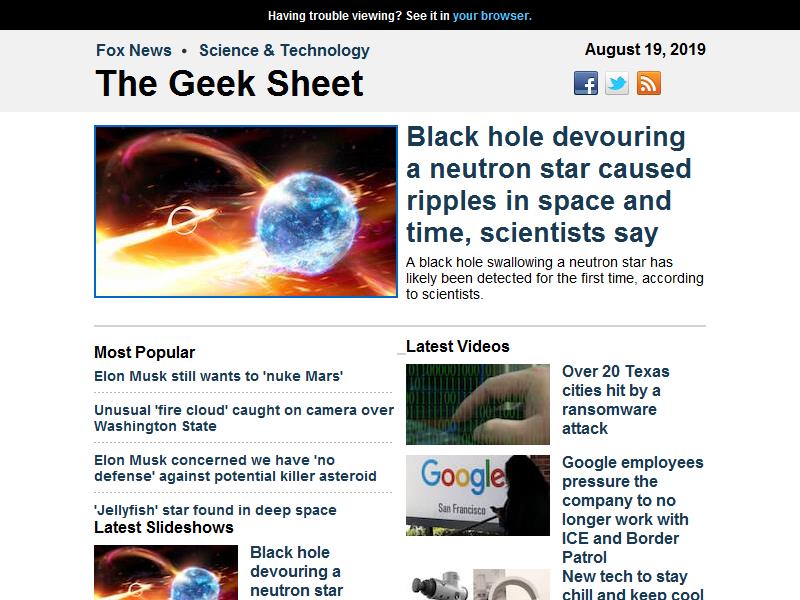 Having trouble viewing? See it in your browser.
Fox News • Science & Technology
August 19, 2019
The Geek Sheet
Black hole devouring
a neutron star caused
ripples in space and
time, scientists say
A black hole swallowing a neutron star has
likely been detected for the first time, according
to scientists.
Most Popular
Elon Musk still wants to 'nuke Mars'
Unusual 'fire cloud' caught on camera over
Washington State
Elon Musk concerned we have 'no
defense' against potential killer asteroid
'Jellyfish' star found in deep space
Latest Slideshows
Black hole
devouring a
neutron star
Latest Videos
Over 20 Texas
cities hit by a
ransomware
attack
Google
San Francisco
Google employees
pressure the
company to no
longer work with
ICE and Border
Patrol
New tech to stay
chill and keep cool